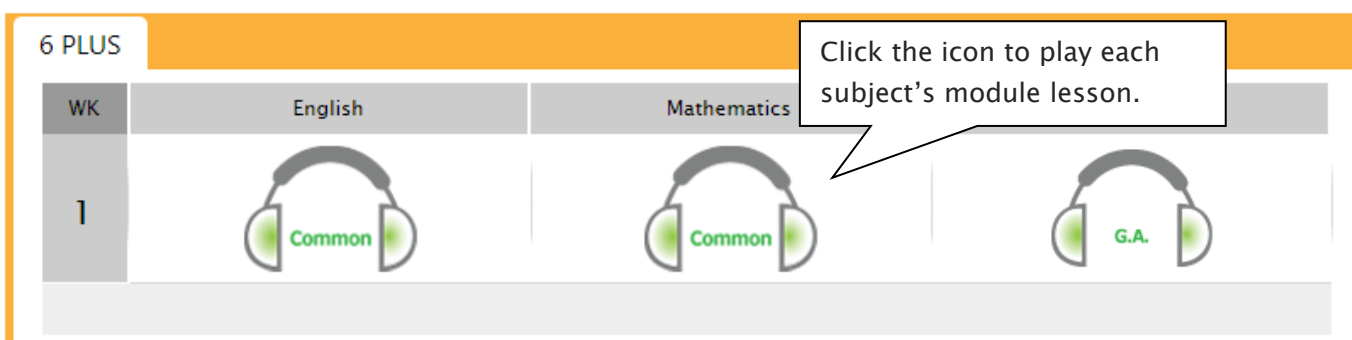 6 PLUS
Click the icon to play each
subject's module lesson.
WK English Mathematics
1 Common Common G.A.